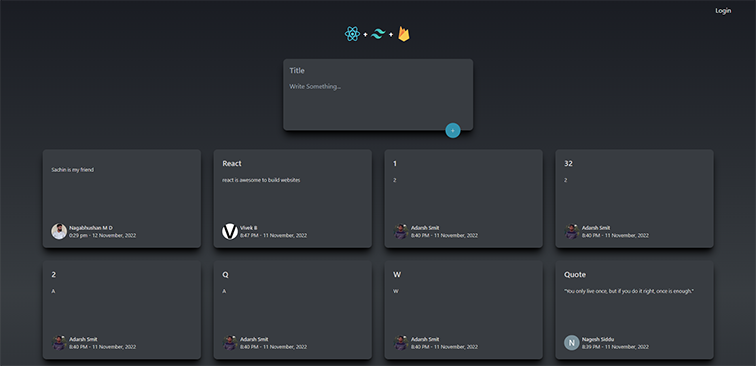 Login
+ +
Title
Write Something...
+
Sachin is my friend
Nagabhushan M D
0:29 pm - 12 November, 2022
React
react is awesome to build websites
V
Vivek B
8:47 PM - 11 November, 2022
1
2
Adarsh Smit
8:40 PM - 11 November, 2022
32
2
Adarsh Smit
8:40 PM - 11 November, 2022
2
A
Adarsh Smit
8:40 PM - 11 November, 2022
Q
A
Adarsh Smit
8:40 PM - 11 November, 2022
W
W
Adarsh Smit
8:40 PM - 11 November, 2022
Quote
"You only live once, but if you do it right, once is enough."
N
Nagesh Siddu
8:39 PM - 11 November, 2022